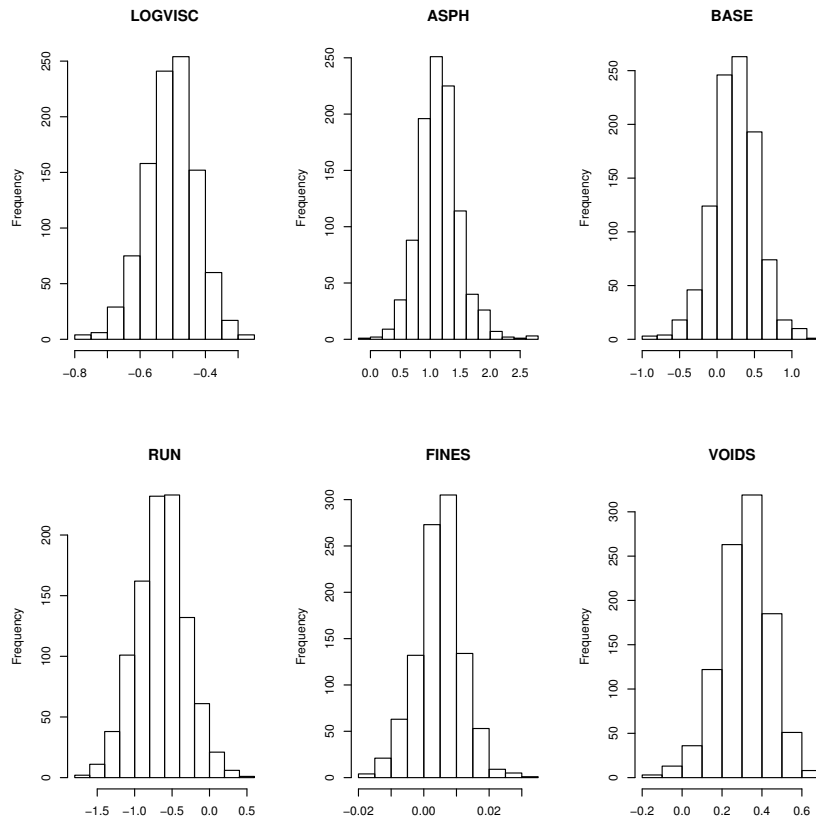 LOGVISC
Frequency
0 50 100 150 200 250
−0.8 −0.6 −0.4
ASPH
Frequency
0 50 100 150 200 250
0.0 0.5 1.0 1.5 2.0 2.5
BASE
Frequency
0 50 100 150 200 250
−1.0 −0.5 0.0 0.5 1.0
RUN
Frequency
0 50 100 150 200
−1.5 −1.0 −0.5 0.0 0.5
FINES
Frequency
0 50 100 150 200 250 300
−0.02 0.00 0.02
VOIDS
Frequency
0 50 100 150 200 250 300
−0.2 0.0 0.2 0.4 0.6